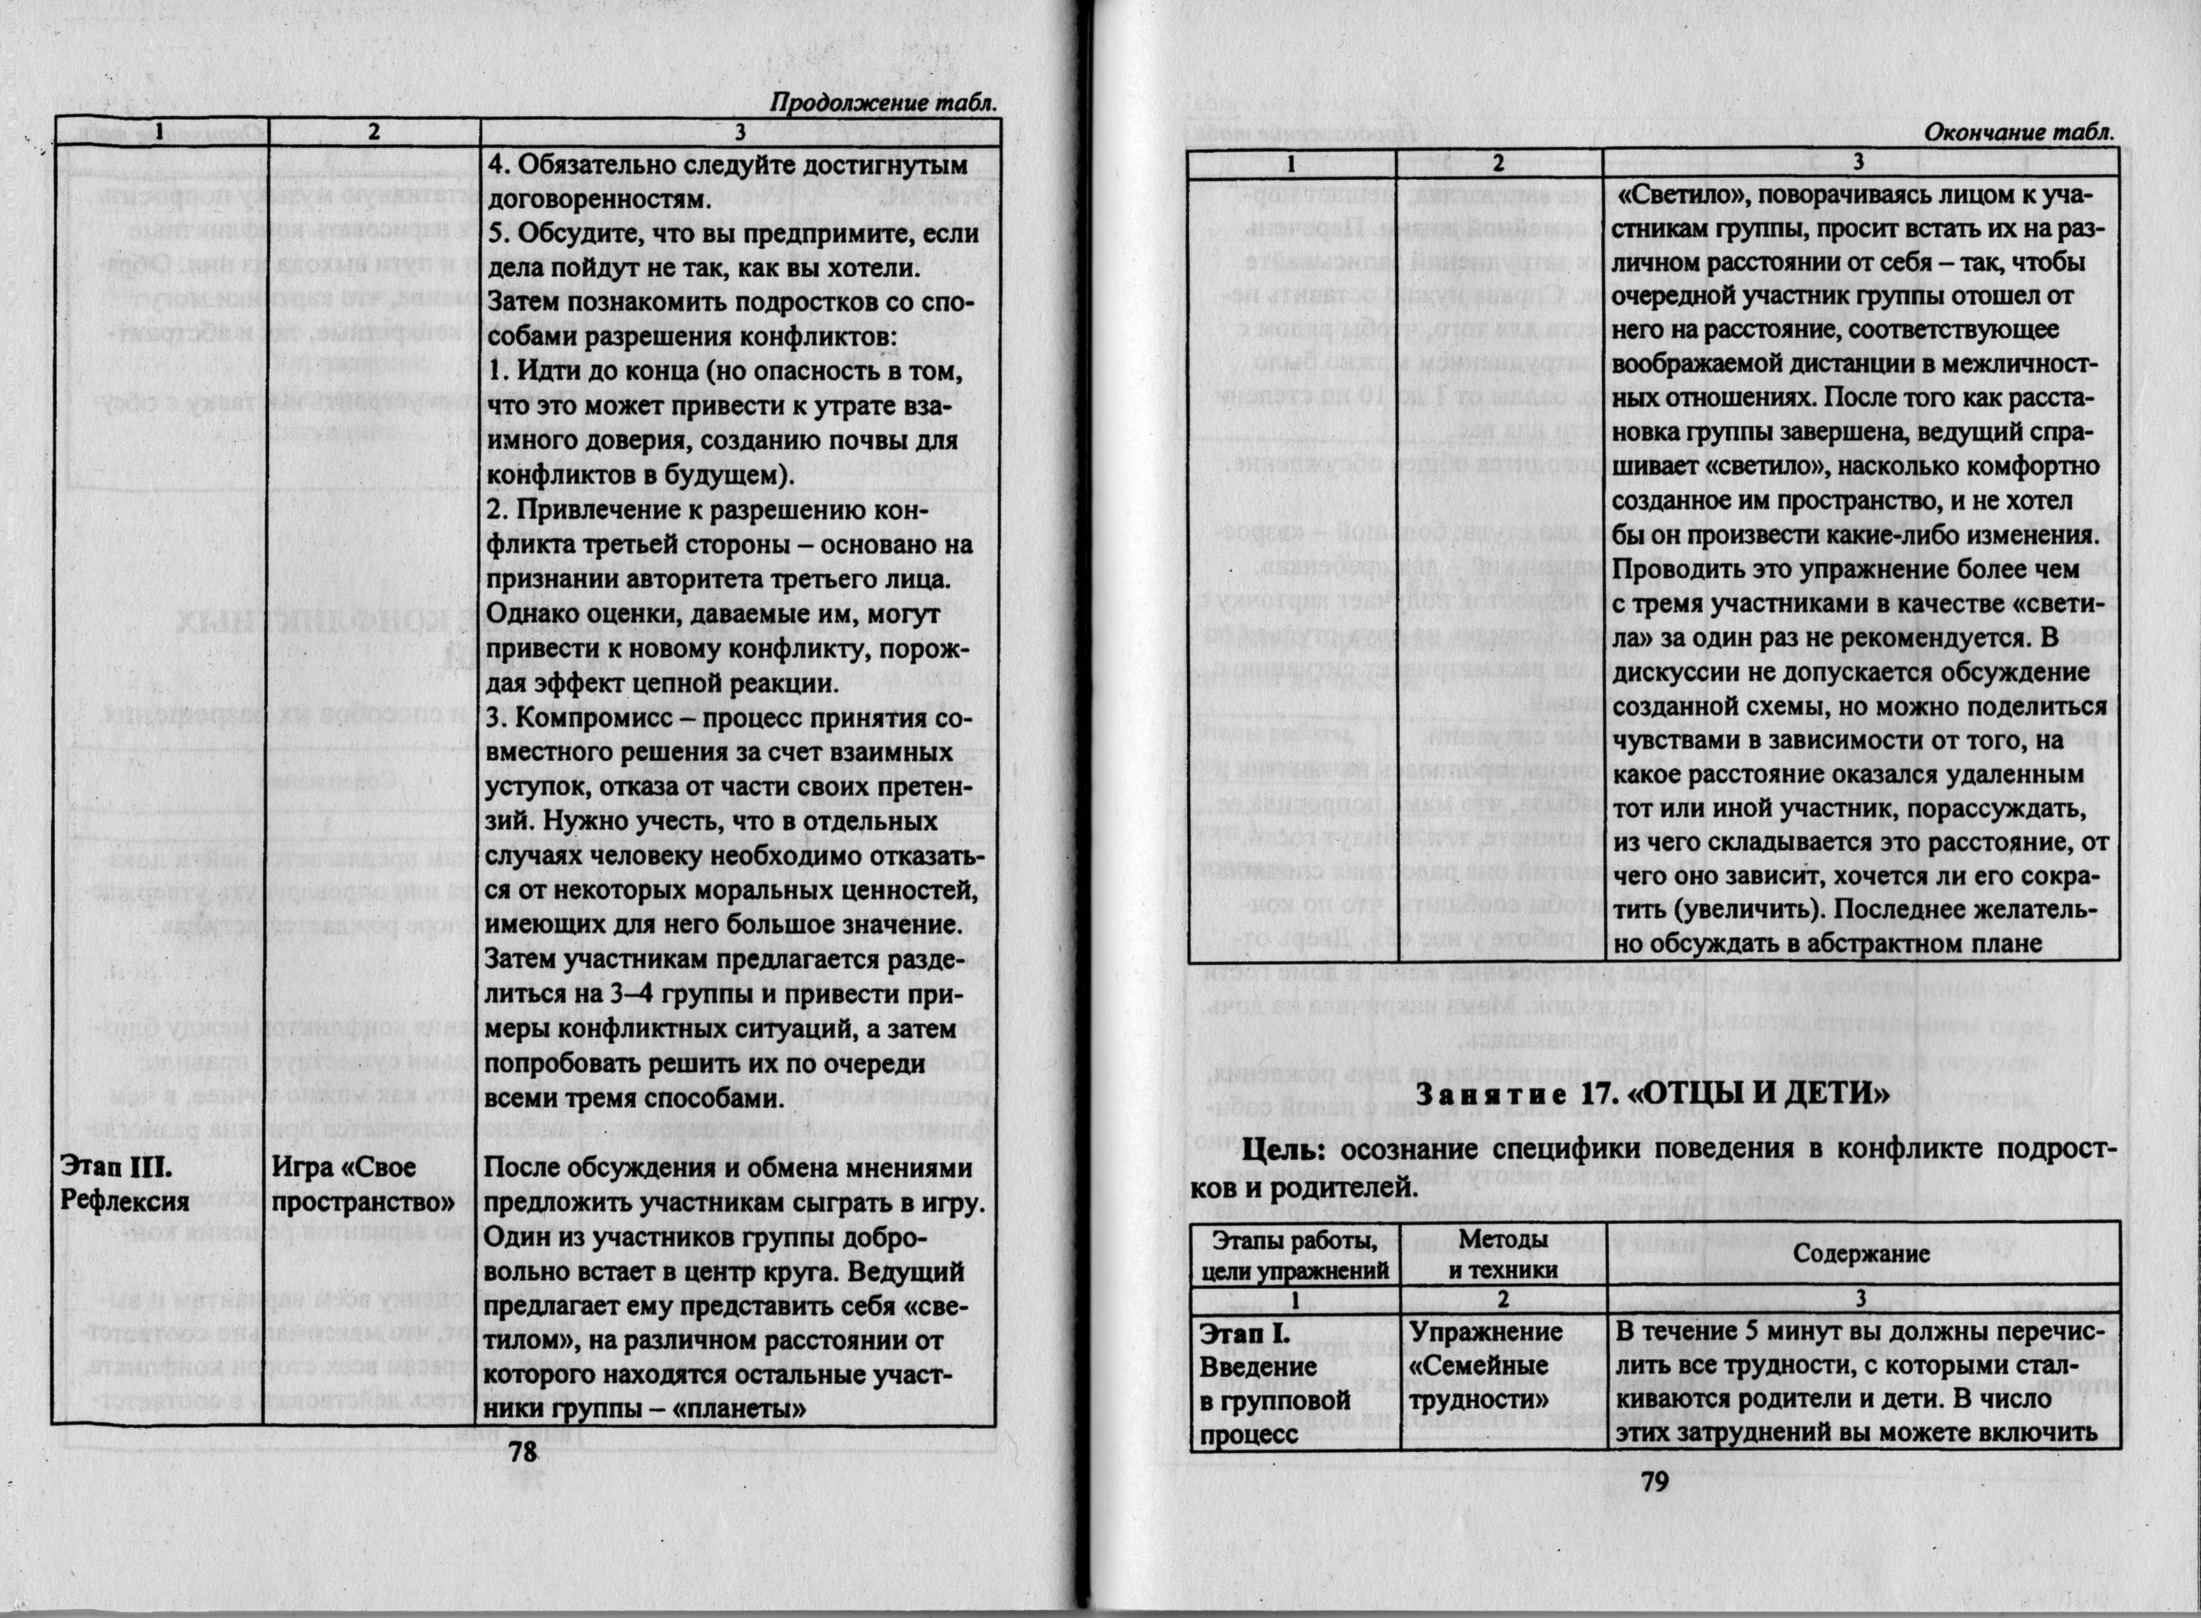 Продолжение табл.
1 2 3
4. Обязательно следуйте достигнутым
договоренностям.
5. Обсудите, что вы предпримите, если
дела пойдут не так, как вы хотели.
Затем познакомить подростков со спо-
собами разрешения конфликтов:
1. Идти до конца (но опасность в том,
что это может привести к утрате вза-
имного доверия, созданию почвы для
конфликтов в будущем).
2. Привлечение к разрешению кон-
фликта третьей стороны – основано на
признании авторитета третьего лица.
Однако оценки, даваемые им, могут
привести к новому конфликту, порож-
дая эффект цепной реакции.
3. Компромисс – процесс принятия со-
вместного решения за счет взаимных
уступок, отказа от части своих претен-
зий. Нужно учесть, что в отдельных
случаях человеку необходимо отказать-
ся от некоторых моральных ценностей,
имеющих для него большое значение.
Затем участникам предлагается разде-
литься на 3–4 группы и привести при-
меры конфликтных ситуаций, а затем
попробовать решить их по очереди
всеми тремя способами.
Этап III.
Рефлексия
Игра «Свое
пространство»
После обсуждения и обмена мнениями
предложить участникам сыграть в игру.
Один из участников группы добро-
вольно встает в центр круга. Ведущий
предлагает ему представить себя «све-
тилом», на различном расстоянии от
которого находятся остальные участ-
ники группы – «планеты»
78
Окончание табл.
1 2 3
«Светило», поворачиваясь лицом к уча-
стникам группы, просит встать их на раз-
личном расстоянии от себя – так, чтобы
очередной участник группы отошел от
него на расстояние, соответствующее
воображаемой дистанции в межличност-
ных отношениях. После того как расста-
новка группы завершена, ведущий спра-
шивает «светило», насколько комфортно
созданное им пространство, и не хотел
бы он произвести какие-либо изменения.
Проводить это упражнение более чем
с тремя участниками в качестве «свети-
ла» за один раз не рекомендуется. В
дискуссии не допускается обсуждение
созданной схемы, но можно поделиться
чувствами в зависимости от того, на
какое расстояние оказался удаленным
тот или иной участник, порассуждать,
из чего складывается это расстояние, от
чего оно зависит, хочется ли его сокра-
тить (увеличить). Последнее желатель-
но обсуждать в абстрактном плане
Занятие 17. «ОТЦЫ И ДЕТИ»
Цель: осознание специфики поведения в конфликте подрост-
ков и родителей.
Этапы работы,
цели упражнений
Методы
и техники
Содержание
1 2 3
Этап I.
Введение
в групповой
процесс
Упражнение
«Семейные
трудности»
В течение 5 минут вы должны перечис-
лить все трудности, с которыми стал-
киваются родители и дети. В число
этих затруднений вы можете включить
79